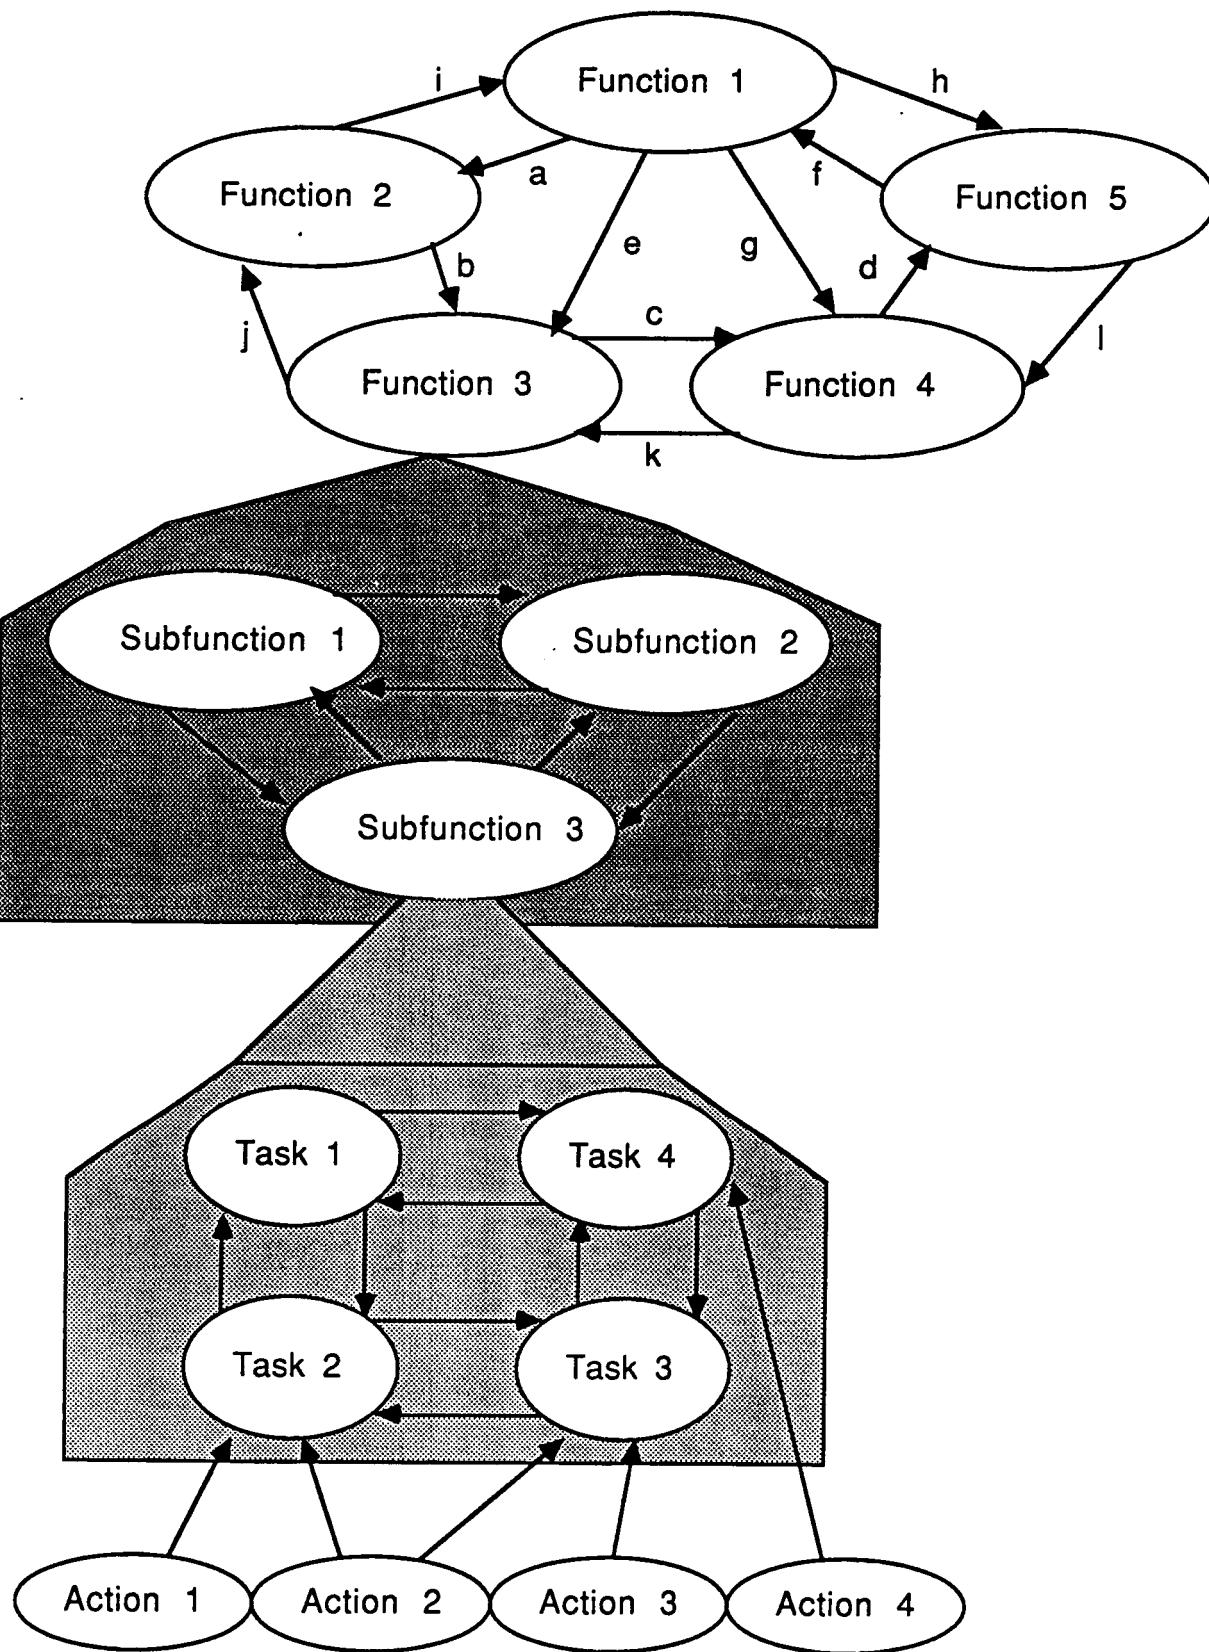 Function 1
i
h
a
f
Function 2
Function 5
e
g
b
d
c
j
l
Function 3
Function 4
k
Subfunction 1
Subfunction 2
Subfunction 3
Task 1
Task 4
Task 2
Task 3
Action 1
Action 2
Action 3
Action 4